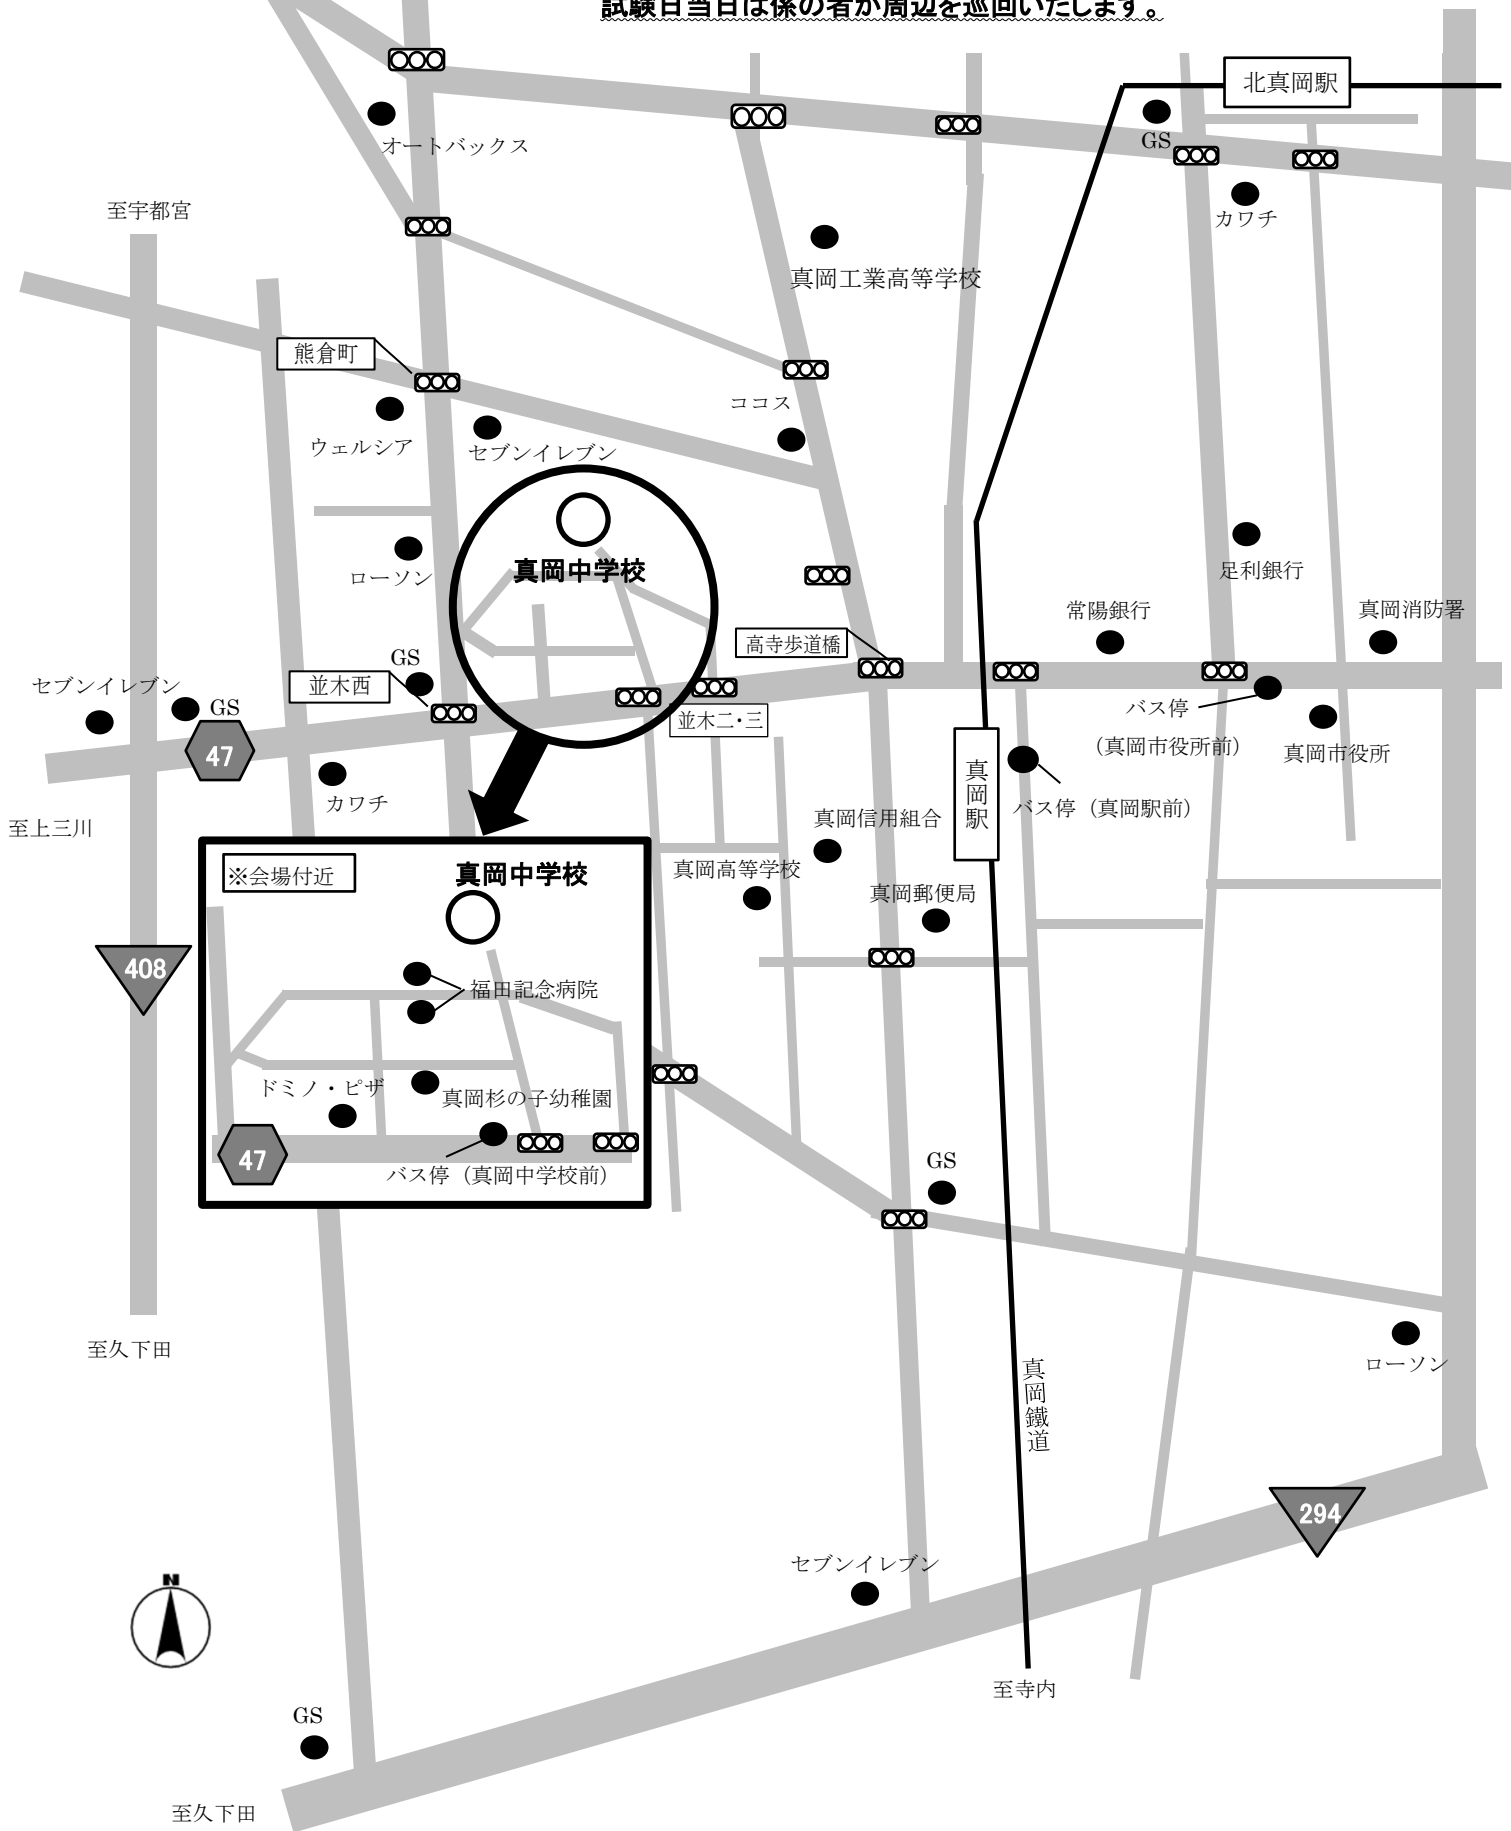 試験日当日は係の者が周辺を巡回いたします。
北真岡駅
オートバックス
GS
至宇都宮
カワチ
真岡工業高等学校
熊倉町
ココス
ウェルシア
セブンイレブン
真岡中学校
ローソン
足利銀行
常陽銀行
真岡消防署
高寺歩道橋
GS
セブンイレブン
並木西
GS
バス停
並木二・三
(真岡市役所前)
真岡市役所
47
真岡駅
カワチ
バス停(真岡駅前)
至上三川
真岡信用組合
※会場付近
真岡中学校
真岡高等学校
真岡郵便局
408
福田記念病院
ドミノ・ピザ
真岡杉の子幼稚園
47
バス停(真岡中学校前)
GS
至久下田
ローソン
真岡鐵道
294
セブンイレブン
N
至寺内
GS
至久下田